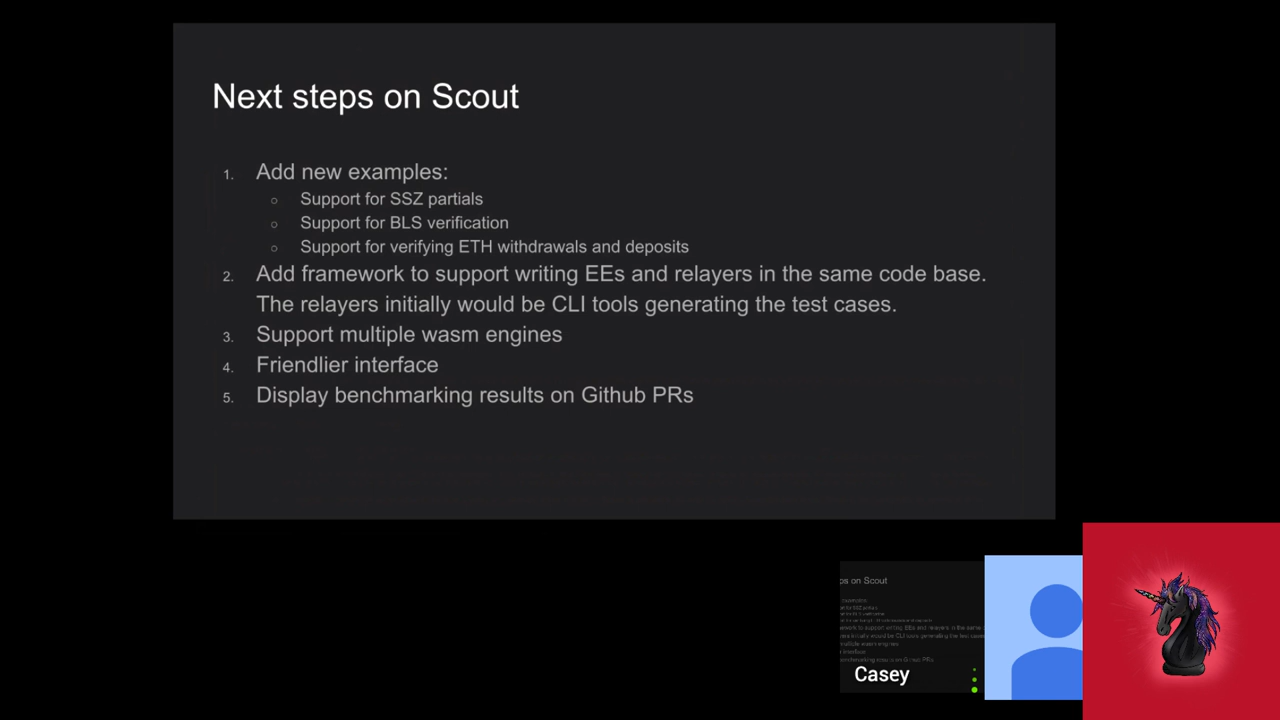 Next steps on Scout
1. Add new examples:
○ Support for SSZ partials
○ Support for BLS verification
○ Support for verifying ETH withdrawals and deposits
2. Add framework to support writing EEs and relayers in the same code base.
The relayers initially would be CLI tools generating the test cases.
3. Support multiple wasm engines
4. Friendlier interface
5. Display benchmarking results on Github PRs
ps on Scout
Casey